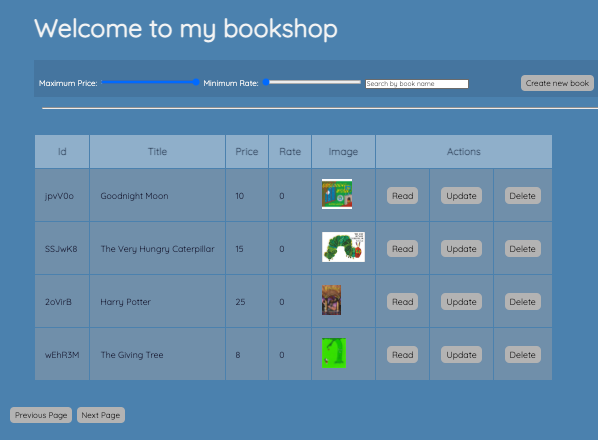 Welcome to my bookshop
Maximum Price: Minimum Rate: Search by book name Create new book
Id Title Price Rate Image Actions
jpvV0o Goodnight Moon 10 0 Read Update Delete
SSJwK8 The Very Hungry Caterpillar 15 0 Read Update Delete
2oVirB Harry Potter 25 0 Read Update Delete
wEhR3M The Giving Tree 8 0 Read Update Delete
Previous Page Next Page